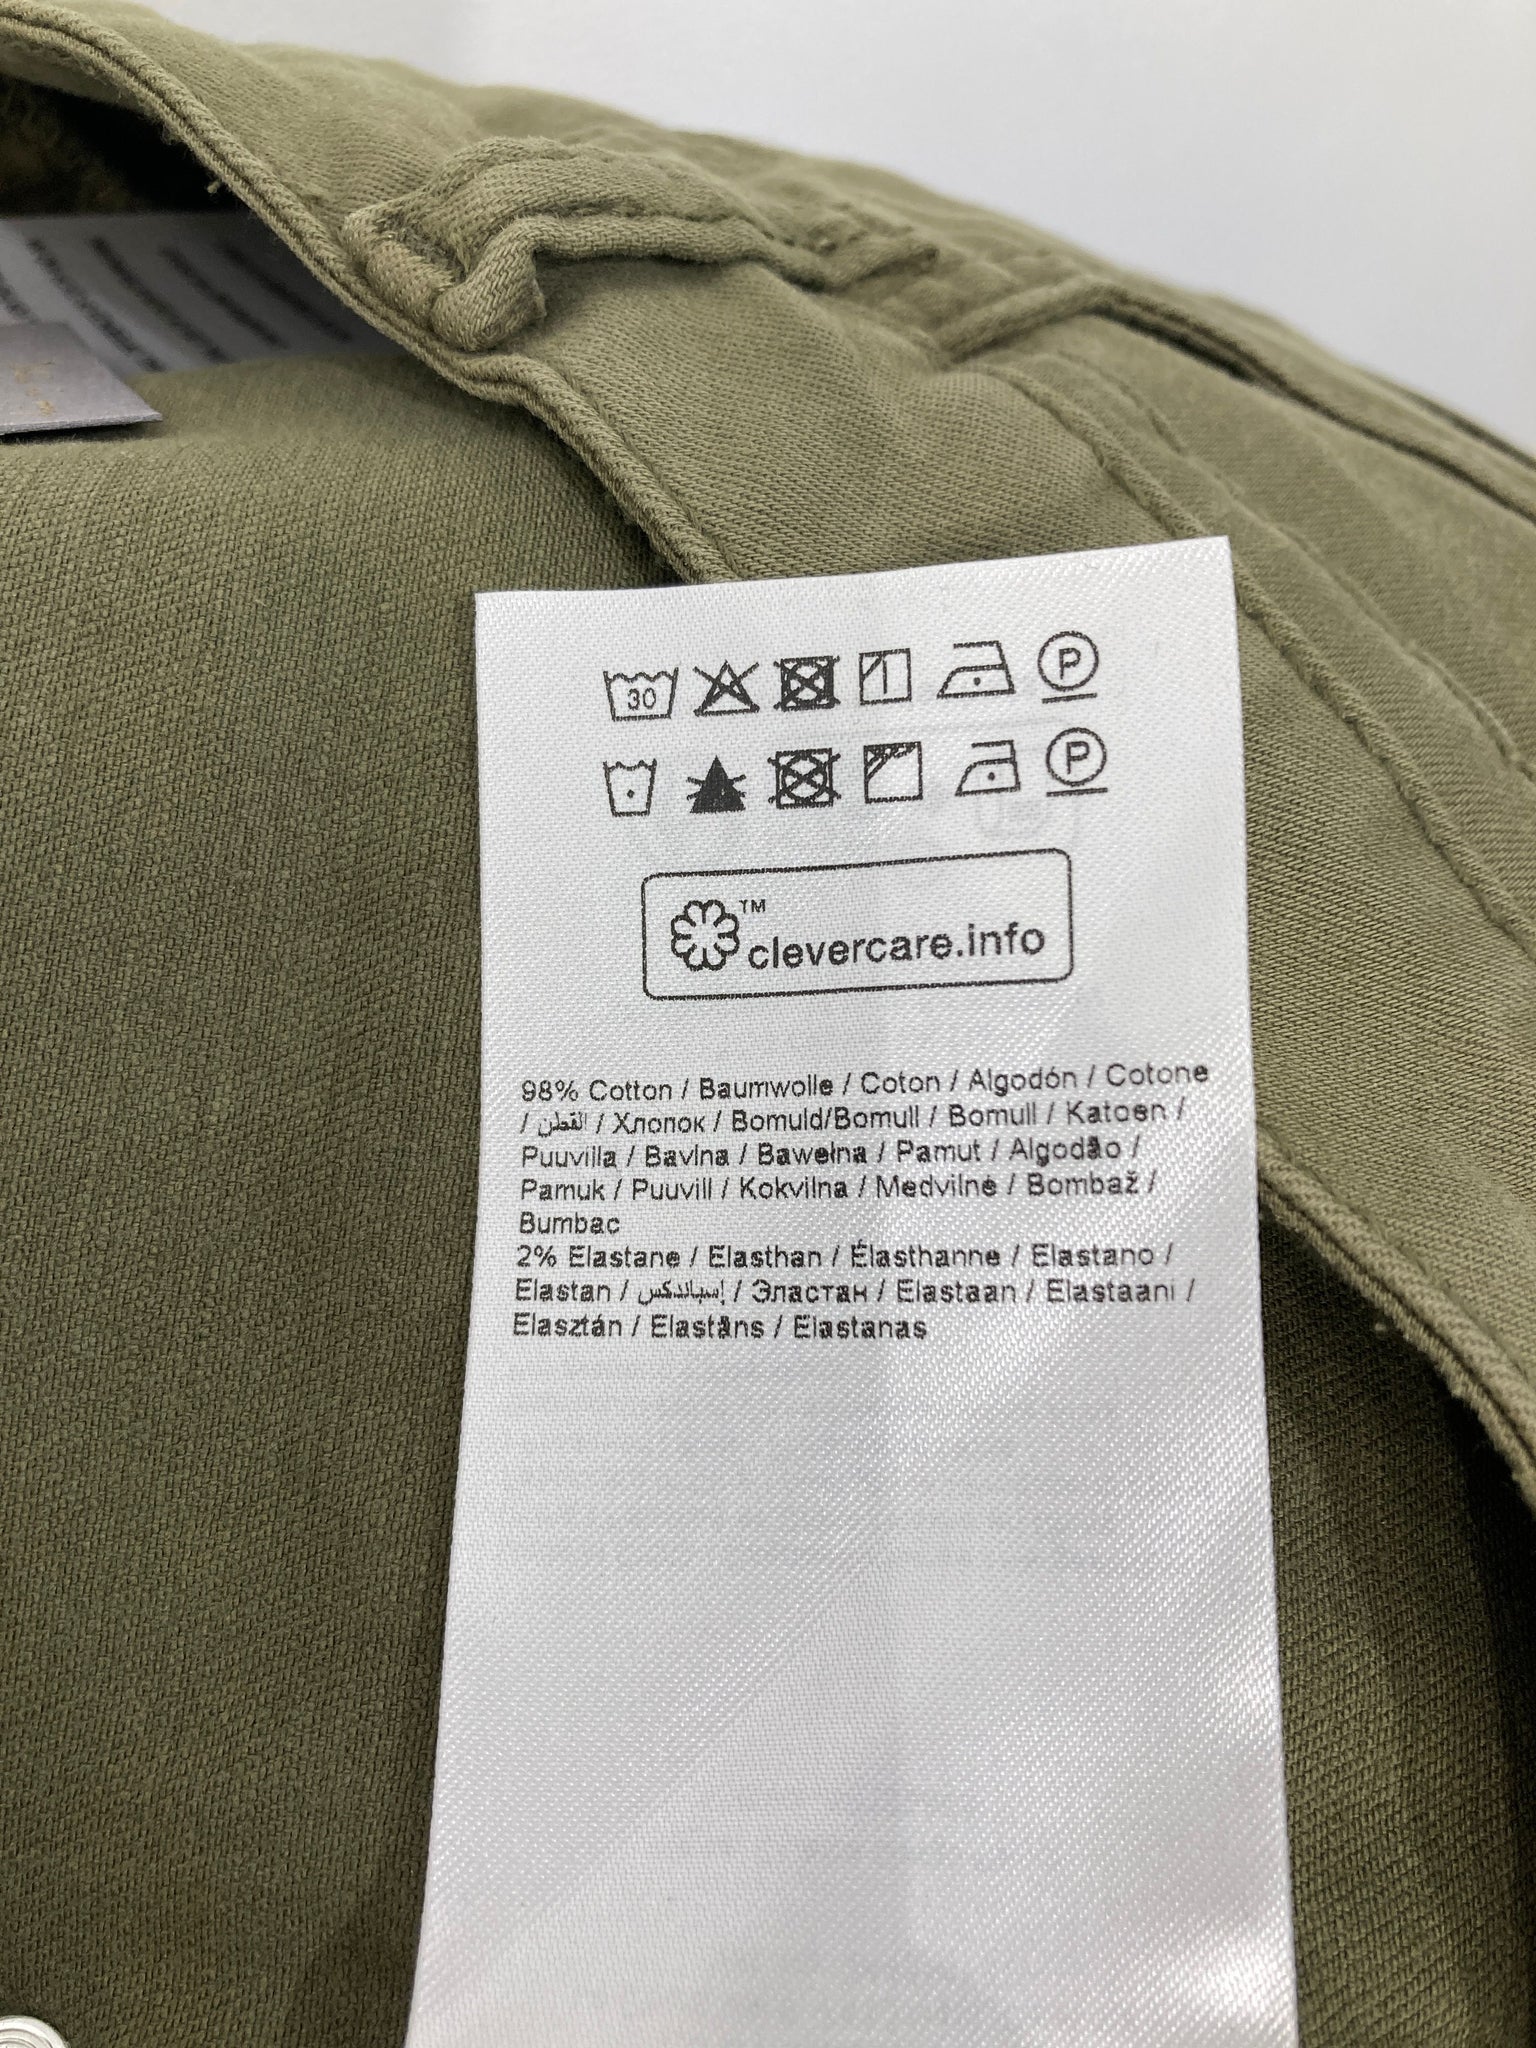 30
P
P
™
clevercare.info
98% Cotton / Baumwolle / Coton / Algodón / Cotone
/ القطن / Хлопок / Bomuld/Bomull / Bomull / Katoen /
Puuvilla / Bavlna / Bawełna / Pamut / Algodão /
Pamuk / Puuvill / Kokvilna / Medvilnė / Bombaž /
Bumbac
2% Elastane / Elasthan / Élasthanne / Elastano /
Elastan / إسباندكس / Эластан / Elastaan / Elastaani /
Elasztán / Elastāns / Elastanas